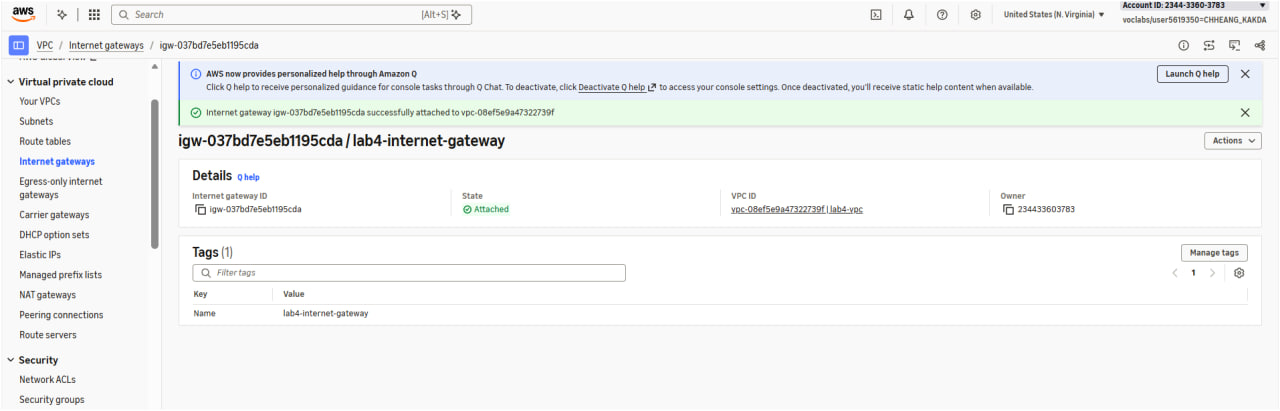 aws
Search
[Alt+S]
United States (N. Virginia)
Account ID: 2344-3360-3783
voclabs/user5619350=CHHEANG_KAKDA
VPC / Internet gateways / igw-037bd7e5eb1195cda
Virtual private cloud
Your VPCs
Subnets
Route tables
Internet gateways
Egress-only internet
gateways
Carrier gateways
DHCP option sets
Elastic IPs
Managed prefix lists
NAT gateways
Peering connections
Route servers
Security
Network ACLs
Security groups
AWS now provides personalized help through Amazon Q
Click Q help to receive personalized guidance for console tasks through Q Chat. To deactivate, click Deactivate Q help to access your console settings. Once deactivated, you'll receive static help content when available.
Launch Q help
Internet gateway igw-037bd7e5eb1195cda successfully attached to vpc-08ef5e9a47322739f
igw-037bd7e5eb1195cda / lab4-internet-gateway
Actions
Details Q help
Internet gateway ID
igw-037bd7e5eb1195cda
State
Attached
VPC ID
vpc-08ef5e9a47322739f | lab4-vpc
Owner
234433603783
Tags (1)
Manage tags
Filter tags
1
Key Value
Name lab4-internet-gateway